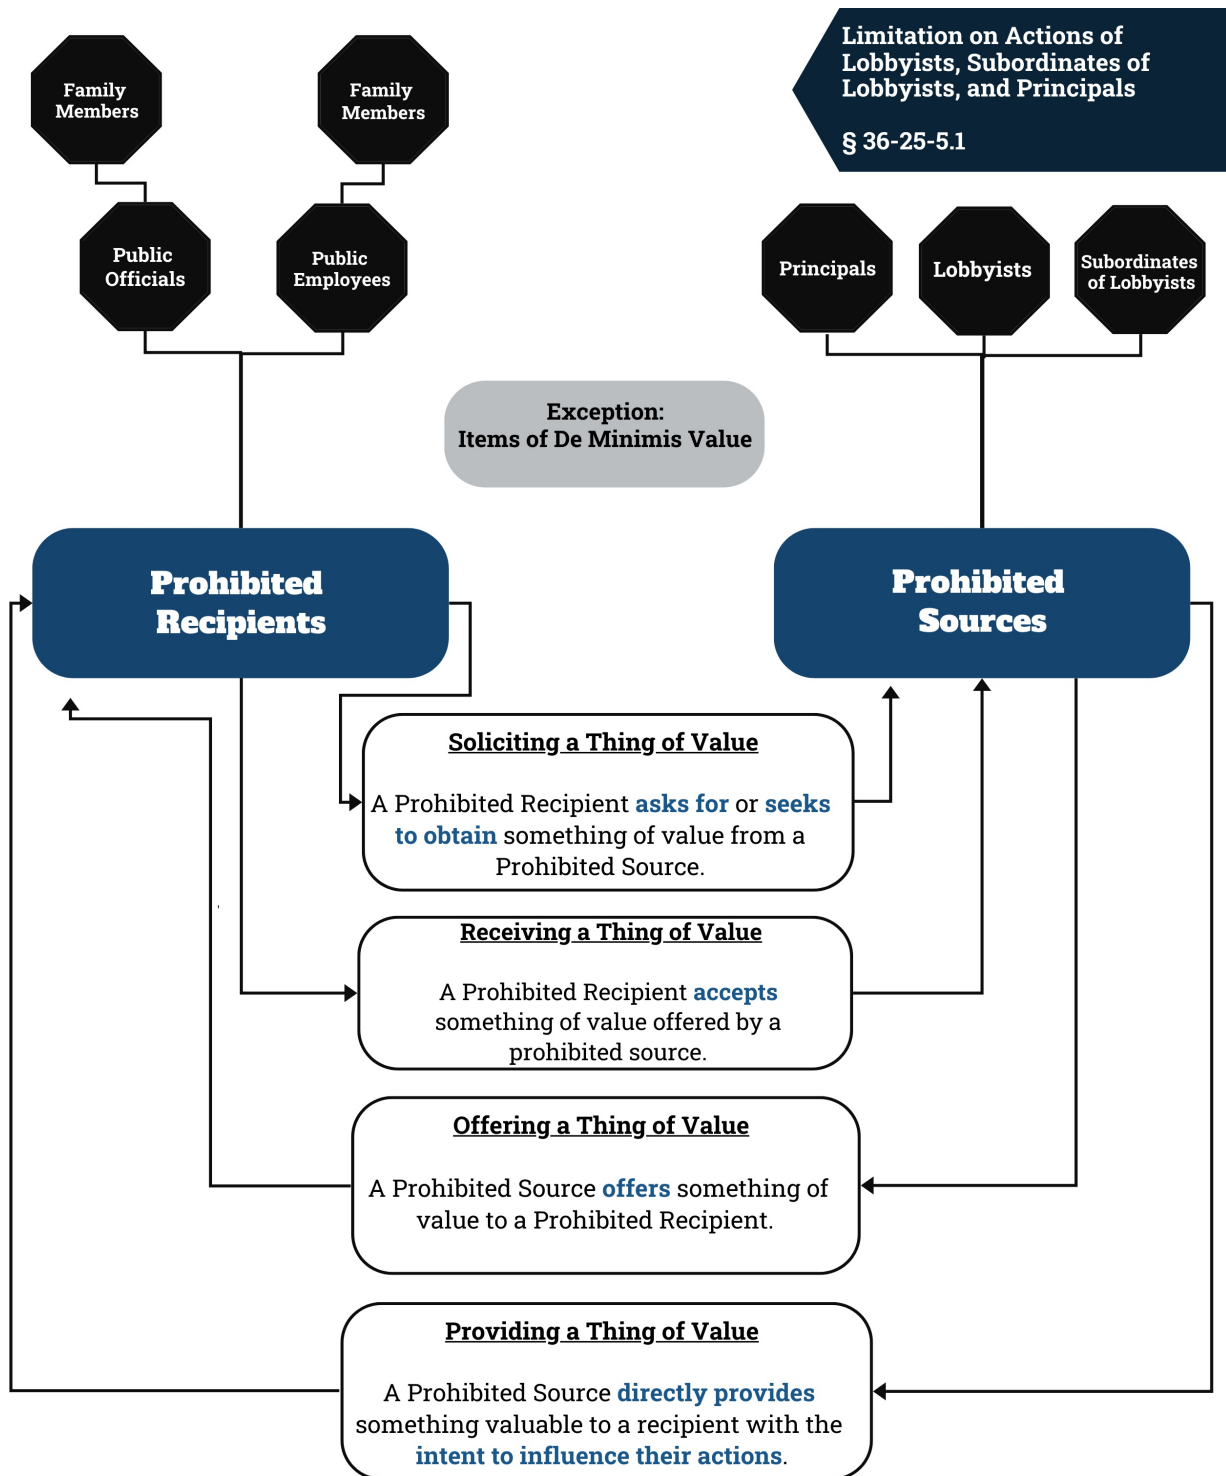 Limitation on Actions of
Lobbyists, Subordinates of
Lobbyists, and Principals
§ 36-25-5.1
Family
Members
Family
Members
Public
Officials
Public
Employees
Principals
Lobbyists
Subordinates
of Lobbyists
Exception:
Items of De Minimis Value
Prohibited
Recipients
Prohibited
Sources
Soliciting a Thing of Value
A Prohibited Recipient asks for or seeks
to obtain something of value from a
Prohibited Source.
Receiving a Thing of Value
A Prohibited Recipient accepts
something of value offered by a
prohibited source.
Offering a Thing of Value
A Prohibited Source offers something of
value to a Prohibited Recipient.
Providing a Thing of Value
A Prohibited Source directly provides
something valuable to a recipient with the
intent to influence their actions.